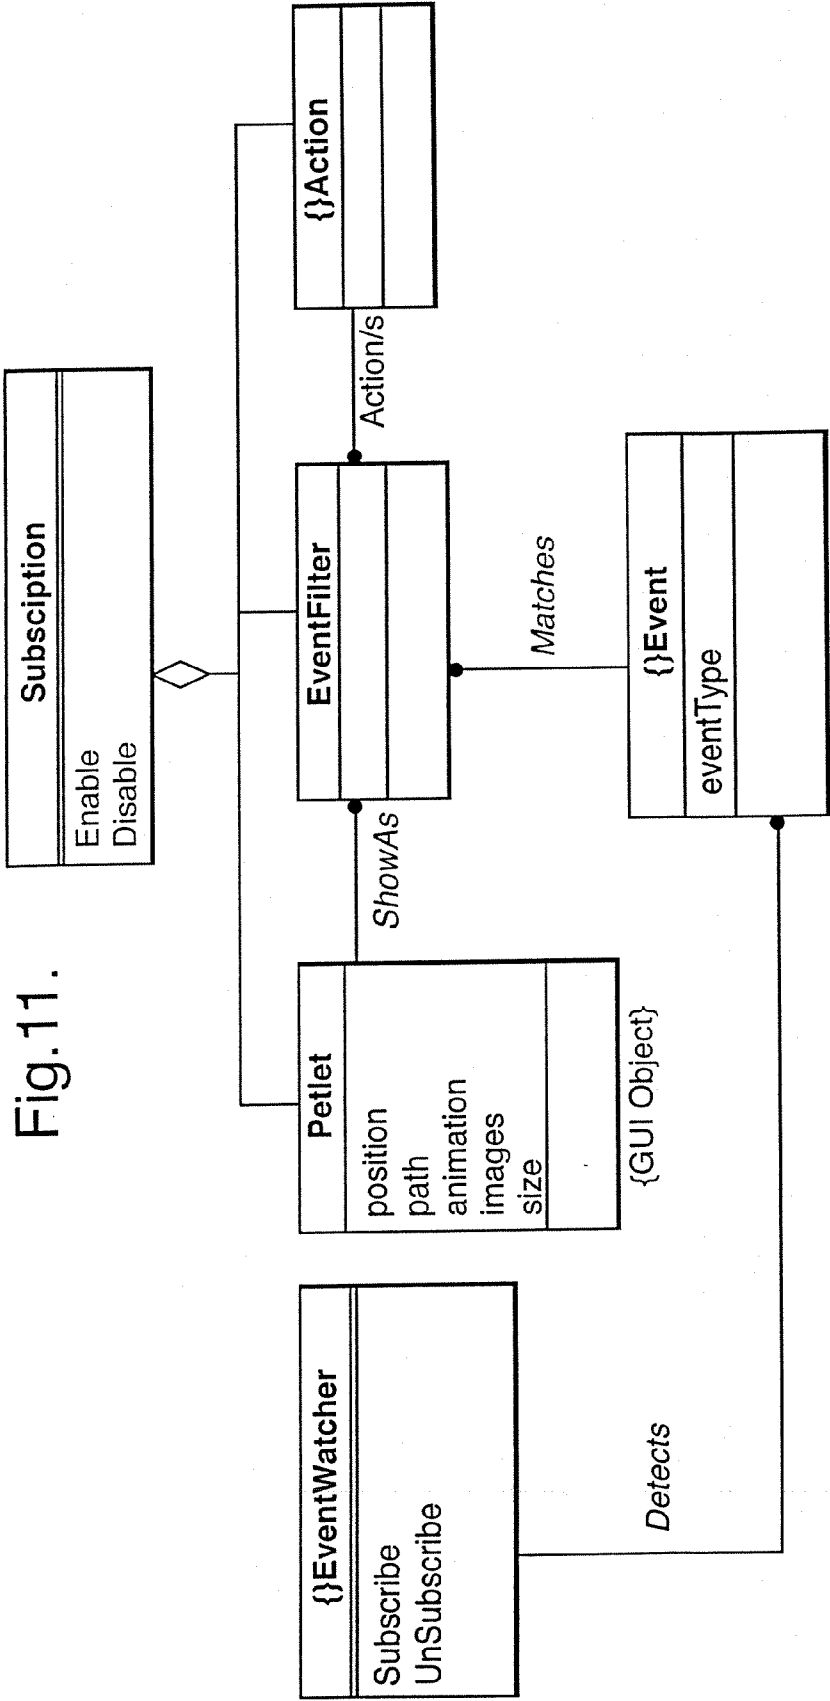 Fig.11.
Subsciption
Enable
Disable
{}EventWatcher
Subscribe
UnSubscribe
Petlet
position
path
animation
images
size
{GUI Object}
ShowAs
EventFilter
Action/s
{}Action
Matches
{}Event
eventType
Detects